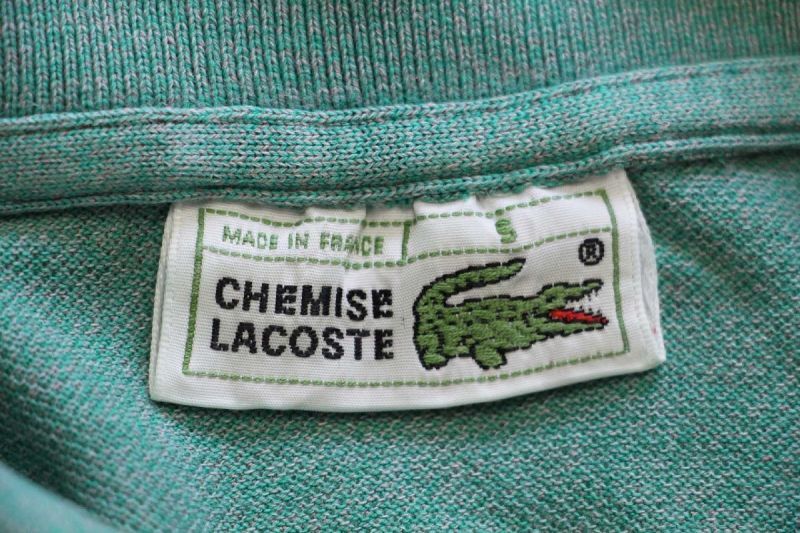 MADE IN FRANCE S
®
CHEMISE
LACOSTE